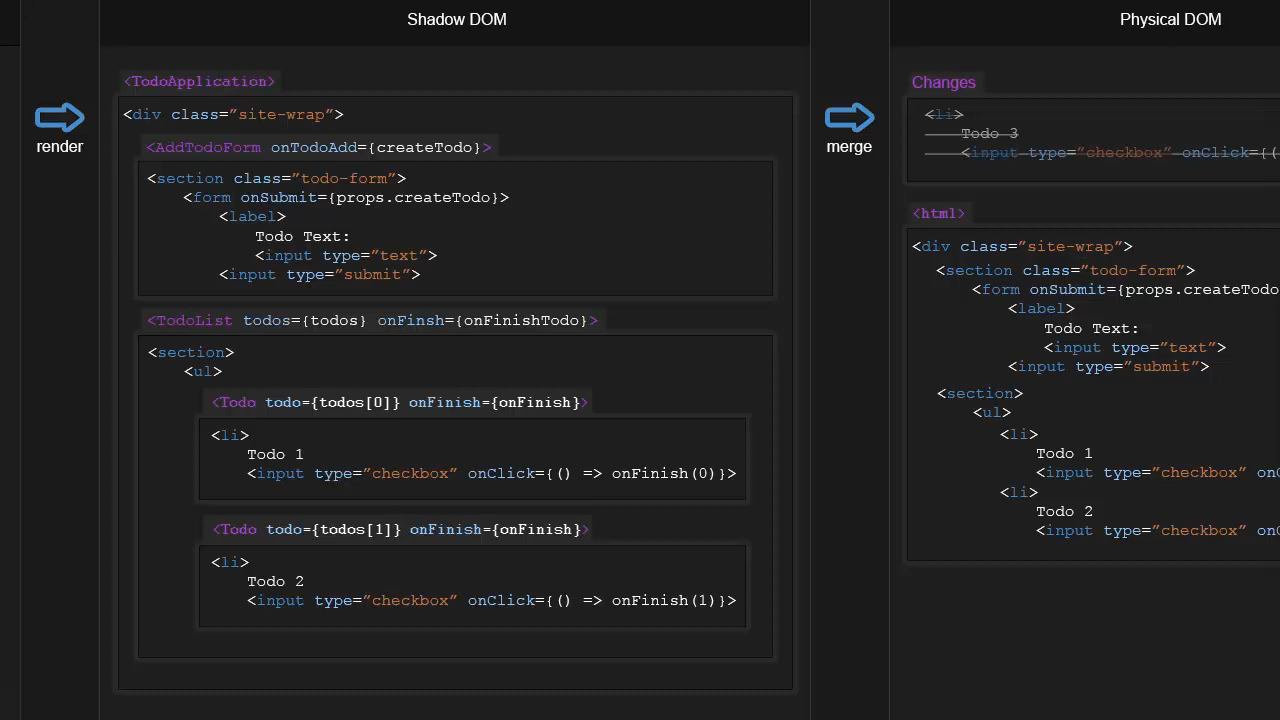 Shadow DOM
Physical DOM
render
<TodoApplication>
<div class="site-wrap">
<AddTodoForm onTodoAdd={createTodo}>
<section class="todo-form">
<form onSubmit={props.createTodo}>
<label>
Todo Text:
<input type="text">
<input type="submit">
<TodoList todos={todos} onFinsh={onFinishTodo}>
<section>
<ul>
<Todo todo={todos[0]} onFinish={onFinish}>
<li>
Todo 1
<input type="checkbox" onClick={() => onFinish(0)}>
<Todo todo={todos[1]} onFinish={onFinish}>
<li>
Todo 2
<input type="checkbox" onClick={() => onFinish(1)}>
merge
Changes
<li>
Todo 3
<input type="checkbox" onClick={(
<html>
<div class="site-wrap">
<section class="todo-form">
<form onSubmit={props.createTodo
<label>
Todo Text:
<input type="text">
<input type="submit">
<section>
<ul>
<li>
Todo 1
<input type="checkbox" onC
<li>
Todo 2
<input type="checkbox" onC